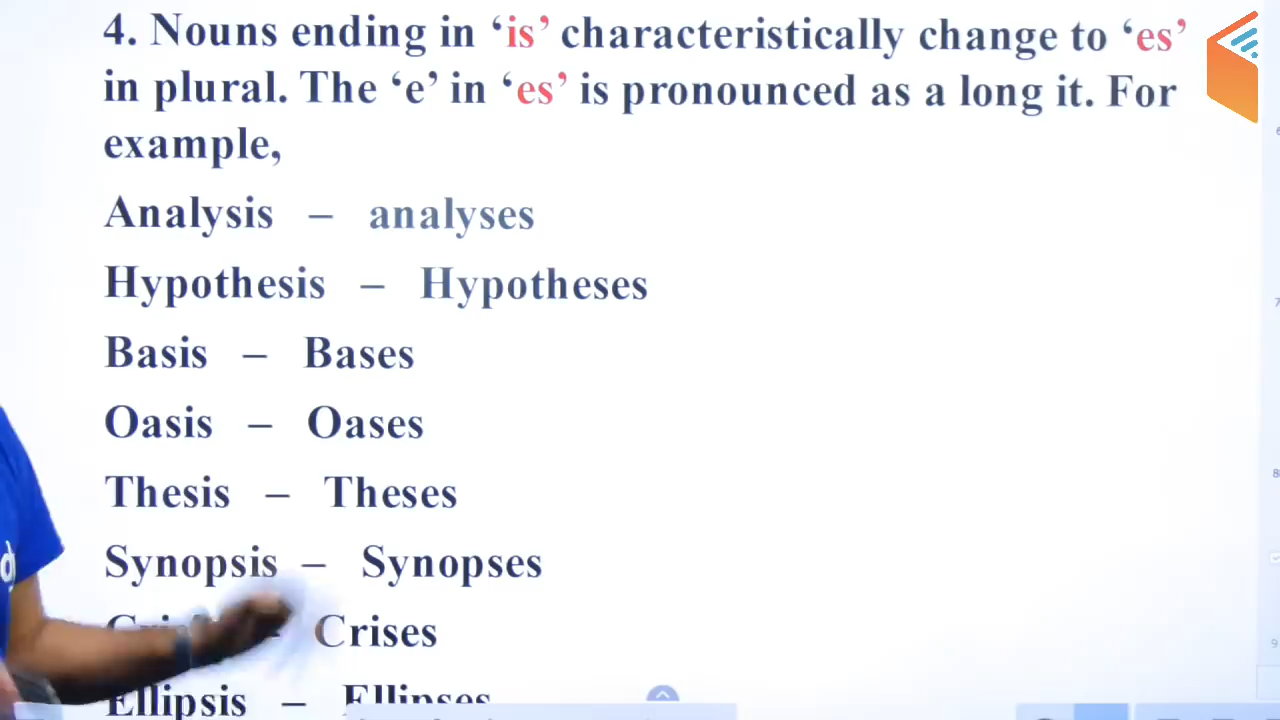 4. Nouns ending in ‘is’ characteristically change to ‘es’
in plural. The ‘e’ in ‘es’ is pronounced as a long it. For
example,
Analysis – analyses
Hypothesis – Hypotheses
Basis – Bases
Oasis – Oases
Thesis – Theses
Synopsis – Synopses
Crises
Ellipsis – Ellipses